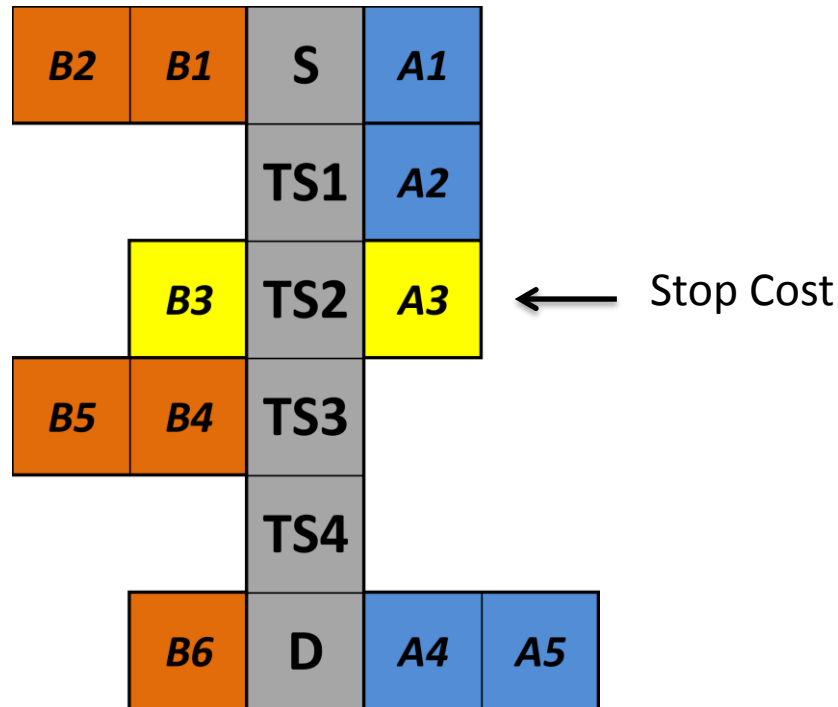 B2 B1 S A1
TS1 A2
B3 TS2 A3 Stop Cost
B5 B4 TS3
TS4
B6 D A4 A5